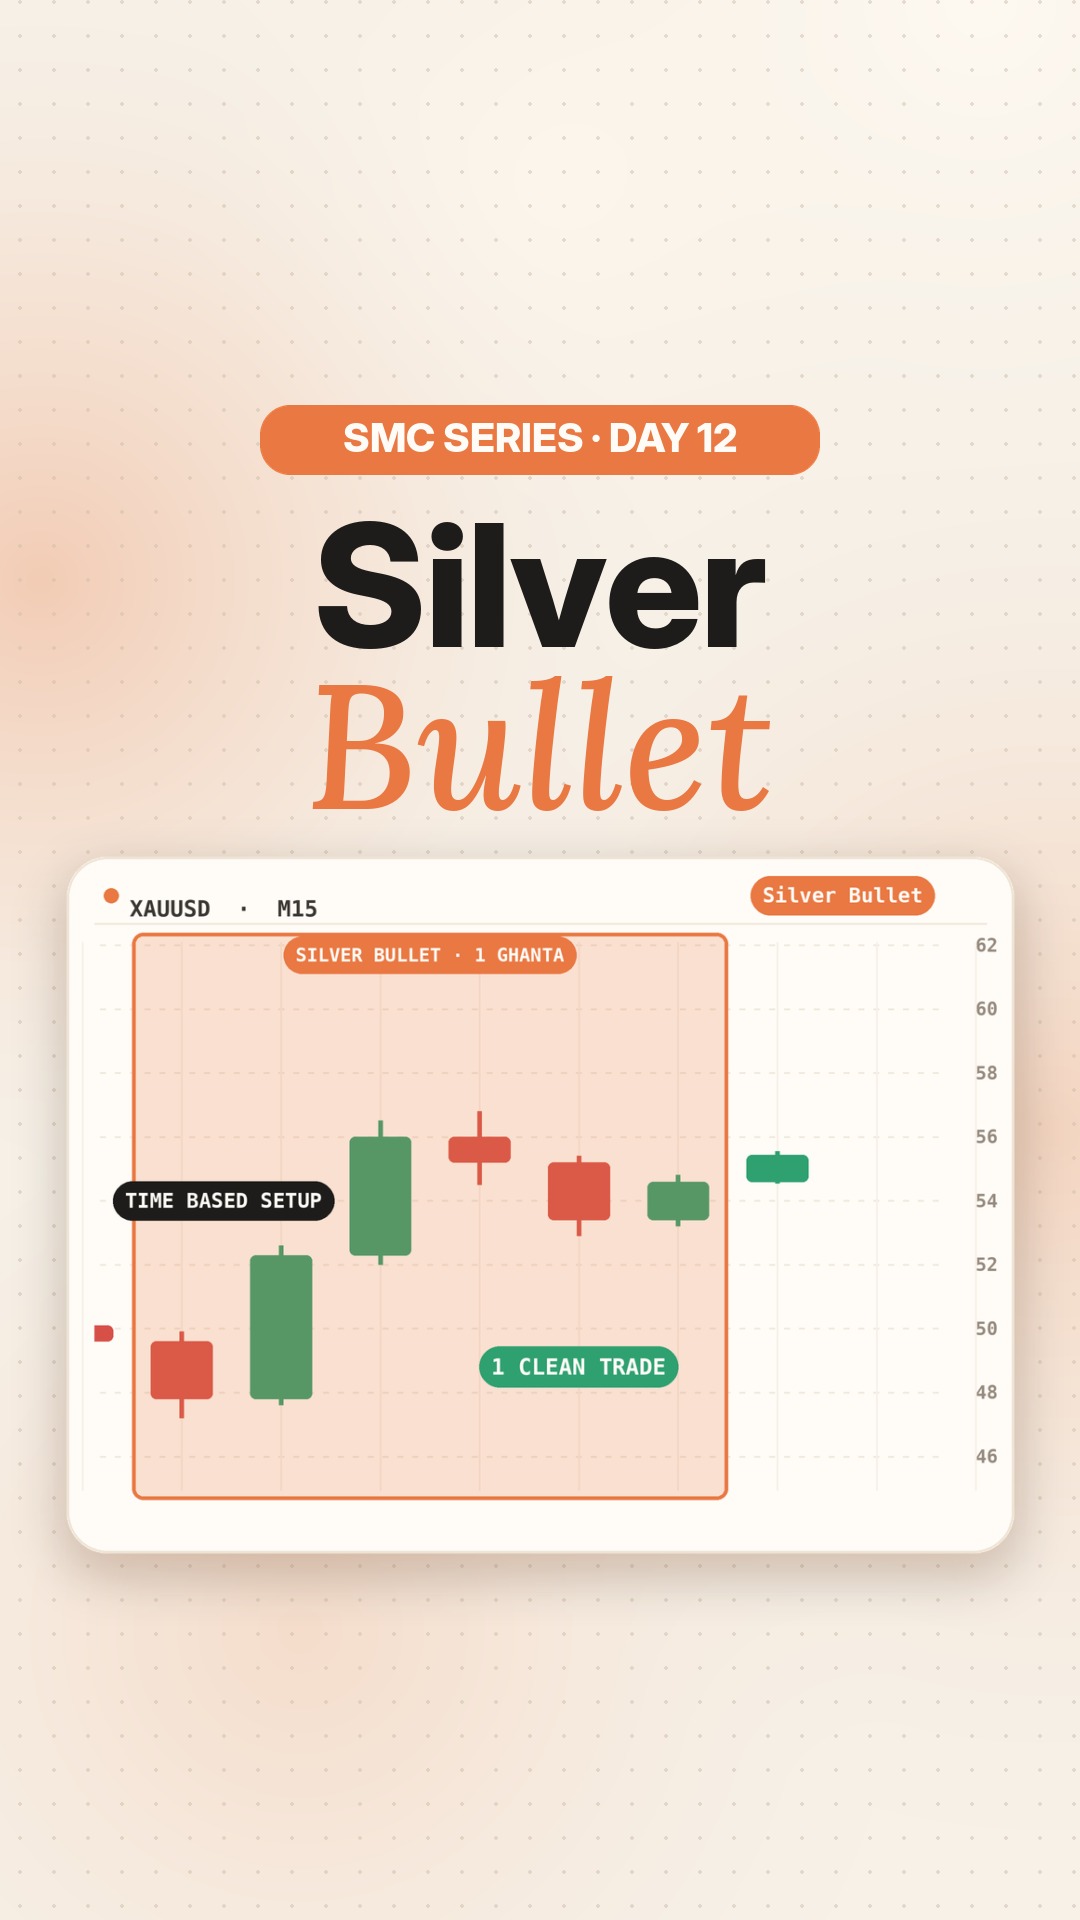 SMC SERIES · DAY 12
Silver
Bullet
XAUUSD · M15
Silver Bullet
SILVER BULLET · 1 GHANTA
62
60
58
56
TIME BASED SETUP
54
52
50
1 CLEAN TRADE
48
46